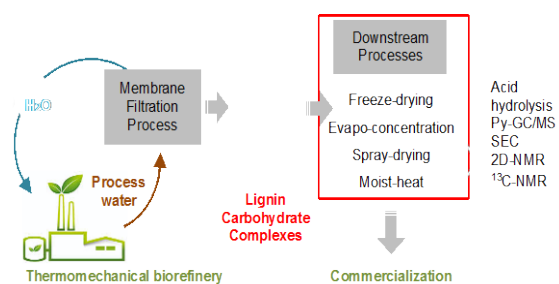 Downstream
Processes
Membrane
Filtration
Process
H₂O
Freeze-drying
Evapo-concentration
Spray-drying
Moist-heat
Acid
hydrolysis
Py-GC/MS
SEC
2D-NMR
¹³C-NMR
Process
water
Lignin
Carbohydrate
Complexes
Thermomechanical biorefinery
Commercialization